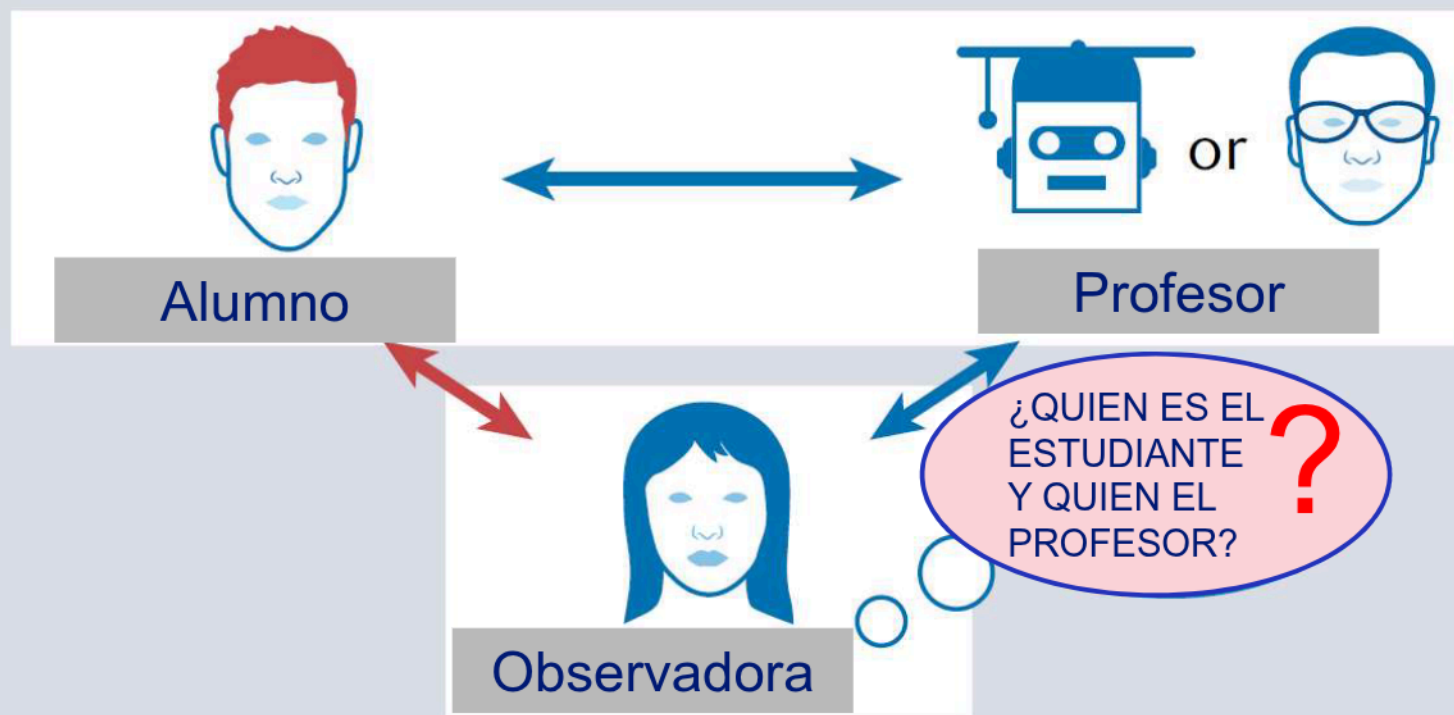 or
Alumno
Profesor
¿QUIEN ES EL
ESTUDIANTE
Y QUIEN EL
PROFESOR?
?
Observadora